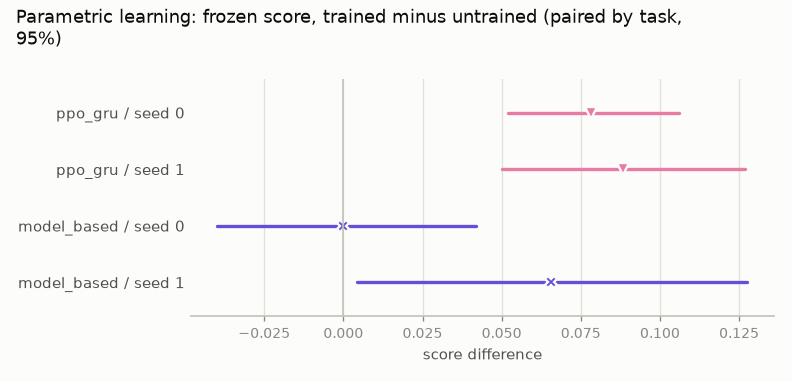 Parametric learning: frozen score, trained minus untrained (paired by task,
95%)
ppo_gru / seed 0
ppo_gru / seed 1
model_based / seed 0
model_based / seed 1
−0.025 0.000 0.025 0.050 0.075 0.100 0.125
score difference